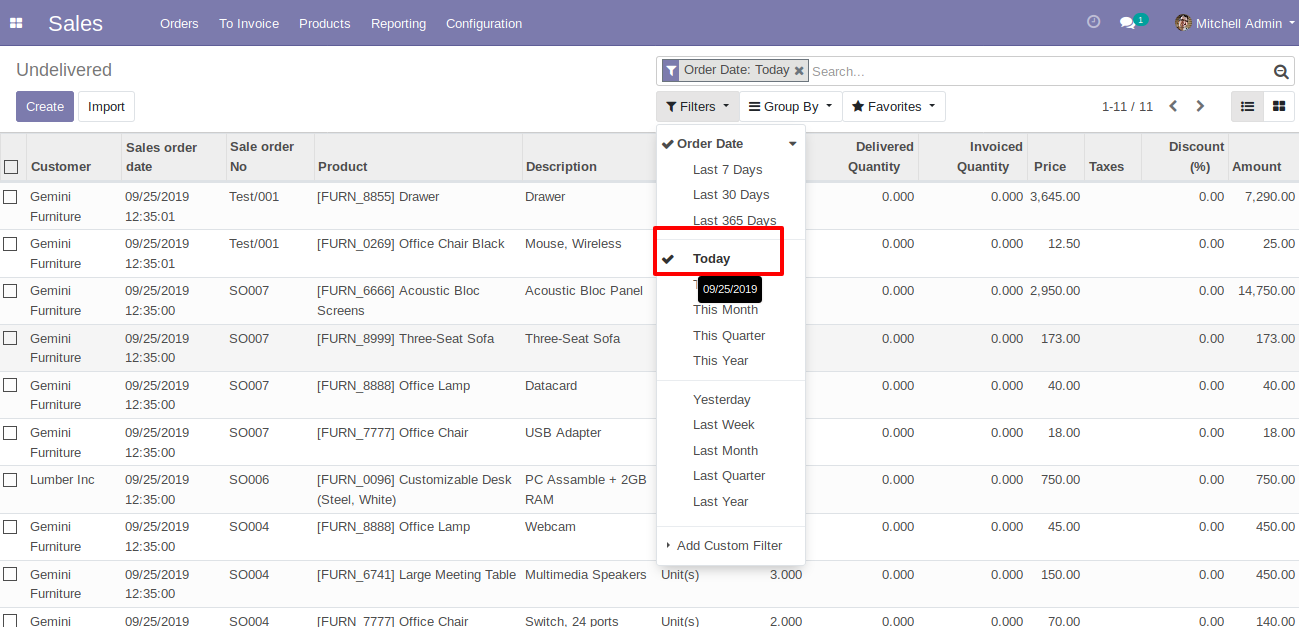 Sales Orders To Invoice Products Reporting Configuration 1 Mitchell Admin
Undelivered
Order Date: Today Search...
Create Import
Filters Group By Favorites 1-11 / 11
Order Date
Last 7 Days
Last 30 Days
Last 365 Days
Today
09/25/2019
This Month
This Quarter
This Year
Yesterday
Last Week
Last Month
Last Quarter
Last Year
Add Custom Filter
Sales order Sale order Delivered Invoiced Discount
Customer date No Product Description Quantity Quantity Price Taxes (%) Amount
Gemini 09/25/2019 Test/001 [FURN_8855] Drawer Drawer 0.000 0.000 3,645.00 0.00 7,290.00
Furniture 12:35:01
Gemini 09/25/2019 Test/001 [FURN_0269] Office Chair Black Mouse, Wireless 0.000 0.000 12.50 0.00 25.00
Furniture 12:35:01
Gemini 09/25/2019 SO007 [FURN_6666] Acoustic Bloc Acoustic Bloc Panel 0.000 0.000 2,950.00 0.00 14,750.00
Furniture 12:35:00 Screens
Gemini 09/25/2019 SO007 [FURN_8999] Three-Seat Sofa Three-Seat Sofa 0.000 0.000 173.00 0.00 173.00
Furniture 12:35:00
Gemini 09/25/2019 SO007 [FURN_8888] Office Lamp Datacard 0.000 0.000 40.00 0.00 40.00
Furniture 12:35:00
Gemini 09/25/2019 SO007 [FURN_7777] Office Chair USB Adapter 0.000 0.000 18.00 0.00 18.00
Furniture 12:35:00
Lumber Inc 09/25/2019 SO006 [FURN_0096] Customizable Desk PC Assamble + 2GB 0.000 0.000 750.00 0.00 750.00
12:35:00 (Steel, White) RAM
Gemini 09/25/2019 SO004 [FURN_8888] Office Lamp Webcam 0.000 0.000 45.00 0.00 450.00
Furniture 12:35:00
Gemini 09/25/2019 SO004 [FURN_6741] Large Meeting Table Multimedia Speakers Unit(s) 3.000 0.000 0.000 150.00 0.00 450.00
Furniture 12:35:00
Gemini 09/25/2019 SO004 [FURN_7777] Office Chair Switch, 24 ports Unit(s) 2.000 0.000 0.000 70.00 0.00 140.00